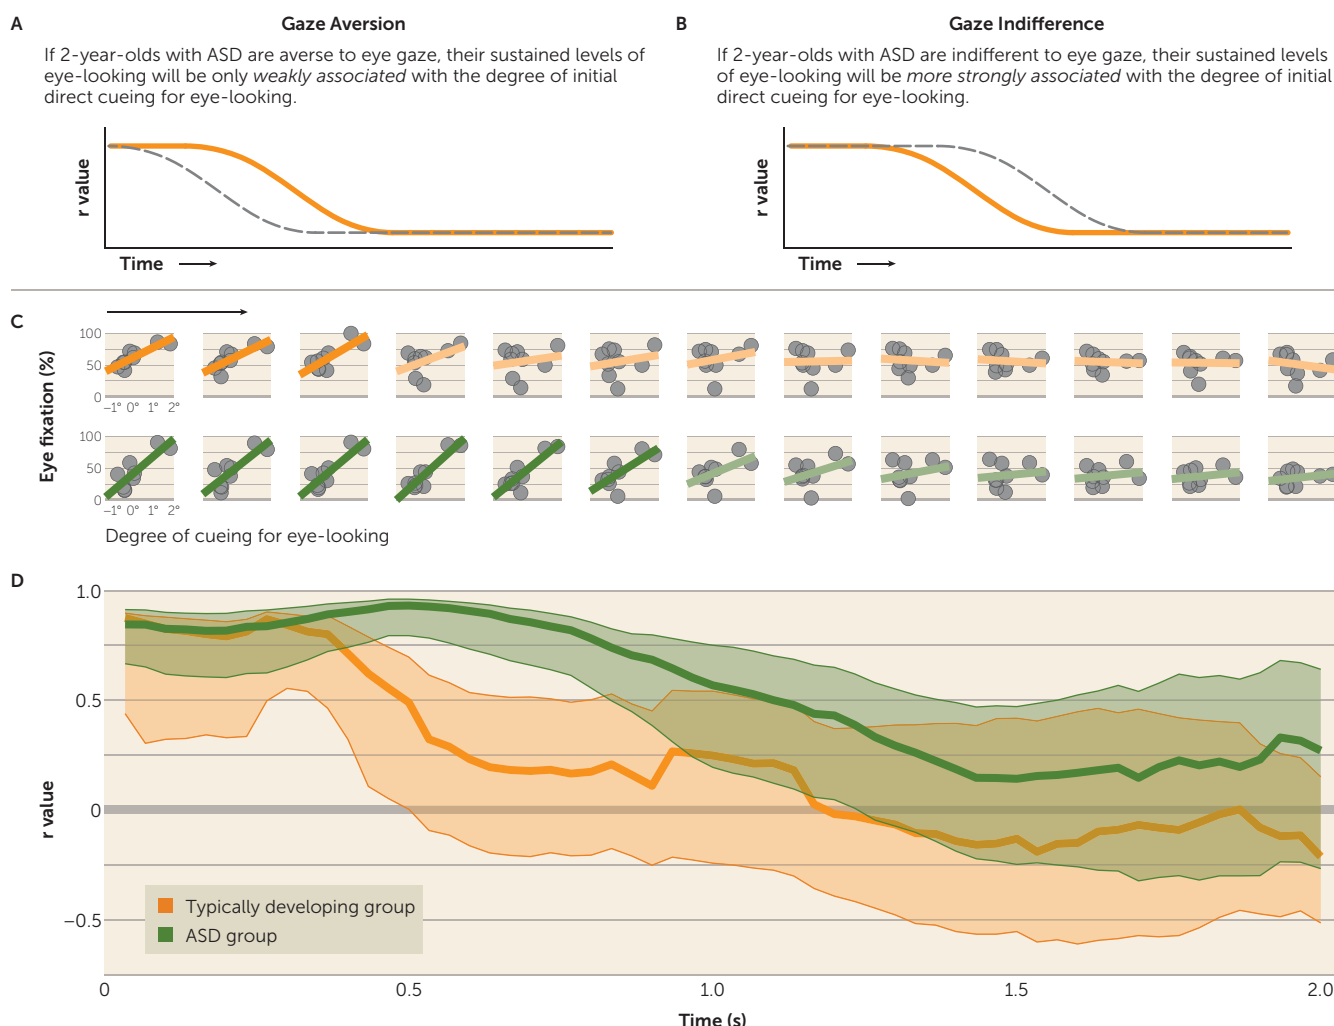 A
Gaze Aversion
If 2-year-olds with ASD are averse to eye gaze, their sustained levels of
eye-looking will be only weakly associated with the degree of initial
direct cueing for eye-looking.
r value
Time
B
Gaze Indifference
If 2-year-olds with ASD are indifferent to eye gaze, their sustained levels
of eye-looking will be more strongly associated with the degree of initial
direct cueing for eye-looking.
r value
Time
C
Eye fixation (%)
100
50
0
−1° 0° 1° 2°
100
50
0
−1° 0° 1° 2°
Degree of cueing for eye-looking
D
r value
1.0
0.5
0
−0.5
Typically developing group
ASD group
0 0.5 1.0 1.5 2.0
Time (s)